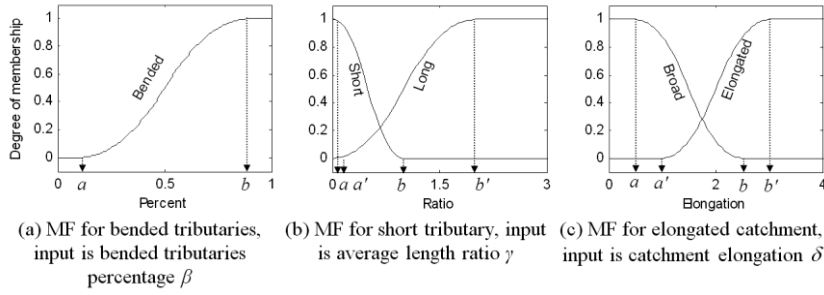 Degree of membership
1
0.8
0.6
0.4
0.2
0
Bended
a
b
0
0.5
1
Percent
(a) MF for bended tributaries,
input is bended tributaries
percentage β
1
0.8
0.6
0.4
0.2
0
Short
Long
a a′ b b′
0
1.5
3
Ratio
(b) MF for short tributary, input
is average length ratio γ
1
0.8
0.6
0.4
0.2
0
Broad
Elongated
a a′ b b′
0
2
4
Elongation
(c) MF for elongated catchment,
input is catchment elongation δ